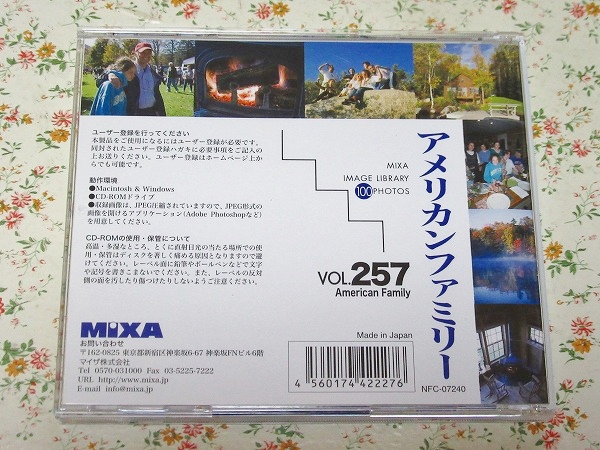 ユーザー登録を行ってください
本製品をご使用になるにはユーザー登録が必要です。
同封されたユーザー登録ハガキに必要事項をご記入の
上お送りください。ユーザー登録はホームページ上か
らでも可能です。
動作環境
●Macintosh & Windows
●CD-ROMドライブ
●収録画像は、JPEG圧縮されていますので、JPEG形式の
画像を開けるアプリケーション(Adobe Photoshopなど)
を用意してください。
CD-ROMの使用・保管について
高温・多湿なところ、とくに直射日光の当たる場所での使
用・保管はディスクを著しく痛める原因となりますので避
けてください。レーベル面に鉛筆やボールペンなどで文字
や記号を書きこまないでください。また、レーベルの反対
側の面を汚したり傷つけたりしないようご注意ください。
MIXA
お問い合わせ
〒162-0825 東京都新宿区神楽坂6-67 神楽坂FNビル6階
マイザ株式会社
Tel 0570-031000 Fax 03-5225-7222
URL http://www.mixa.jp
E-mail info@mixa.jp
MIXA
IMAGE LIBRARY
100PHOTOS
VOL.257
American Family
Made in Japan
4 560174 422276
アメリカンファミリー
NFC-07240